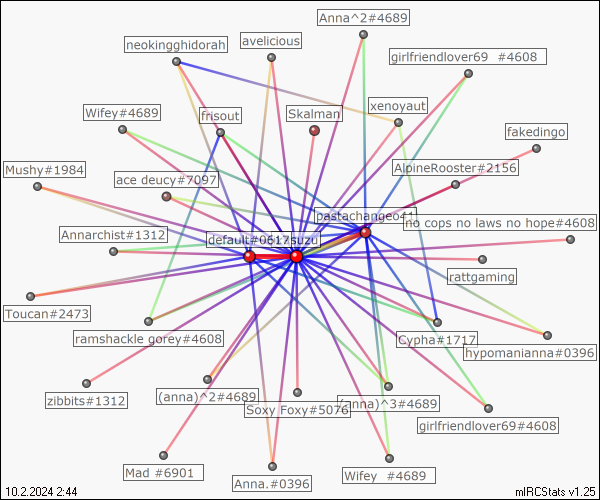 Anna^2#4689
neokingghidorah
avelicious
girlfriendlover69 #4608
Wifey#4689
frisout
Skalman
xenoyaut
fakedingo
Mushy#1984
ace deucy#7097
AlpineRooster#2156
pastachangeo41
no cops no laws no hope#4608
Annarchist#1312
default#0617suzu
rattgaming
Toucan#2473
ramshackle gorey#4608
Cypha#1717
hypomanianna#0396
zibbits#1312
(anna)^2#4689
Soxy Foxy#5076
(anna)^3#4689
girlfriendlover69#4608
Mad #6901
Anna.#0396
Wifey #4689
10.2.2024 2:44
mIRCStats v1.25